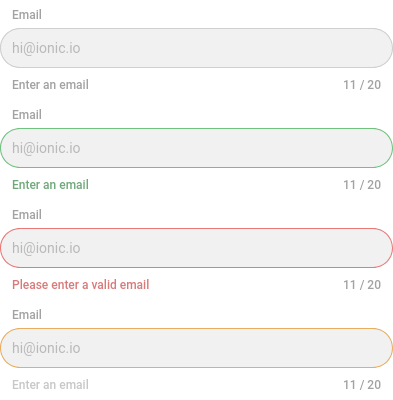 Email
hi@ionic.io
Enter an email 11 / 20
Email
hi@ionic.io
Enter an email 11 / 20
Email
hi@ionic.io
Please enter a valid email 11 / 20
Email
hi@ionic.io
Enter an email 11 / 20